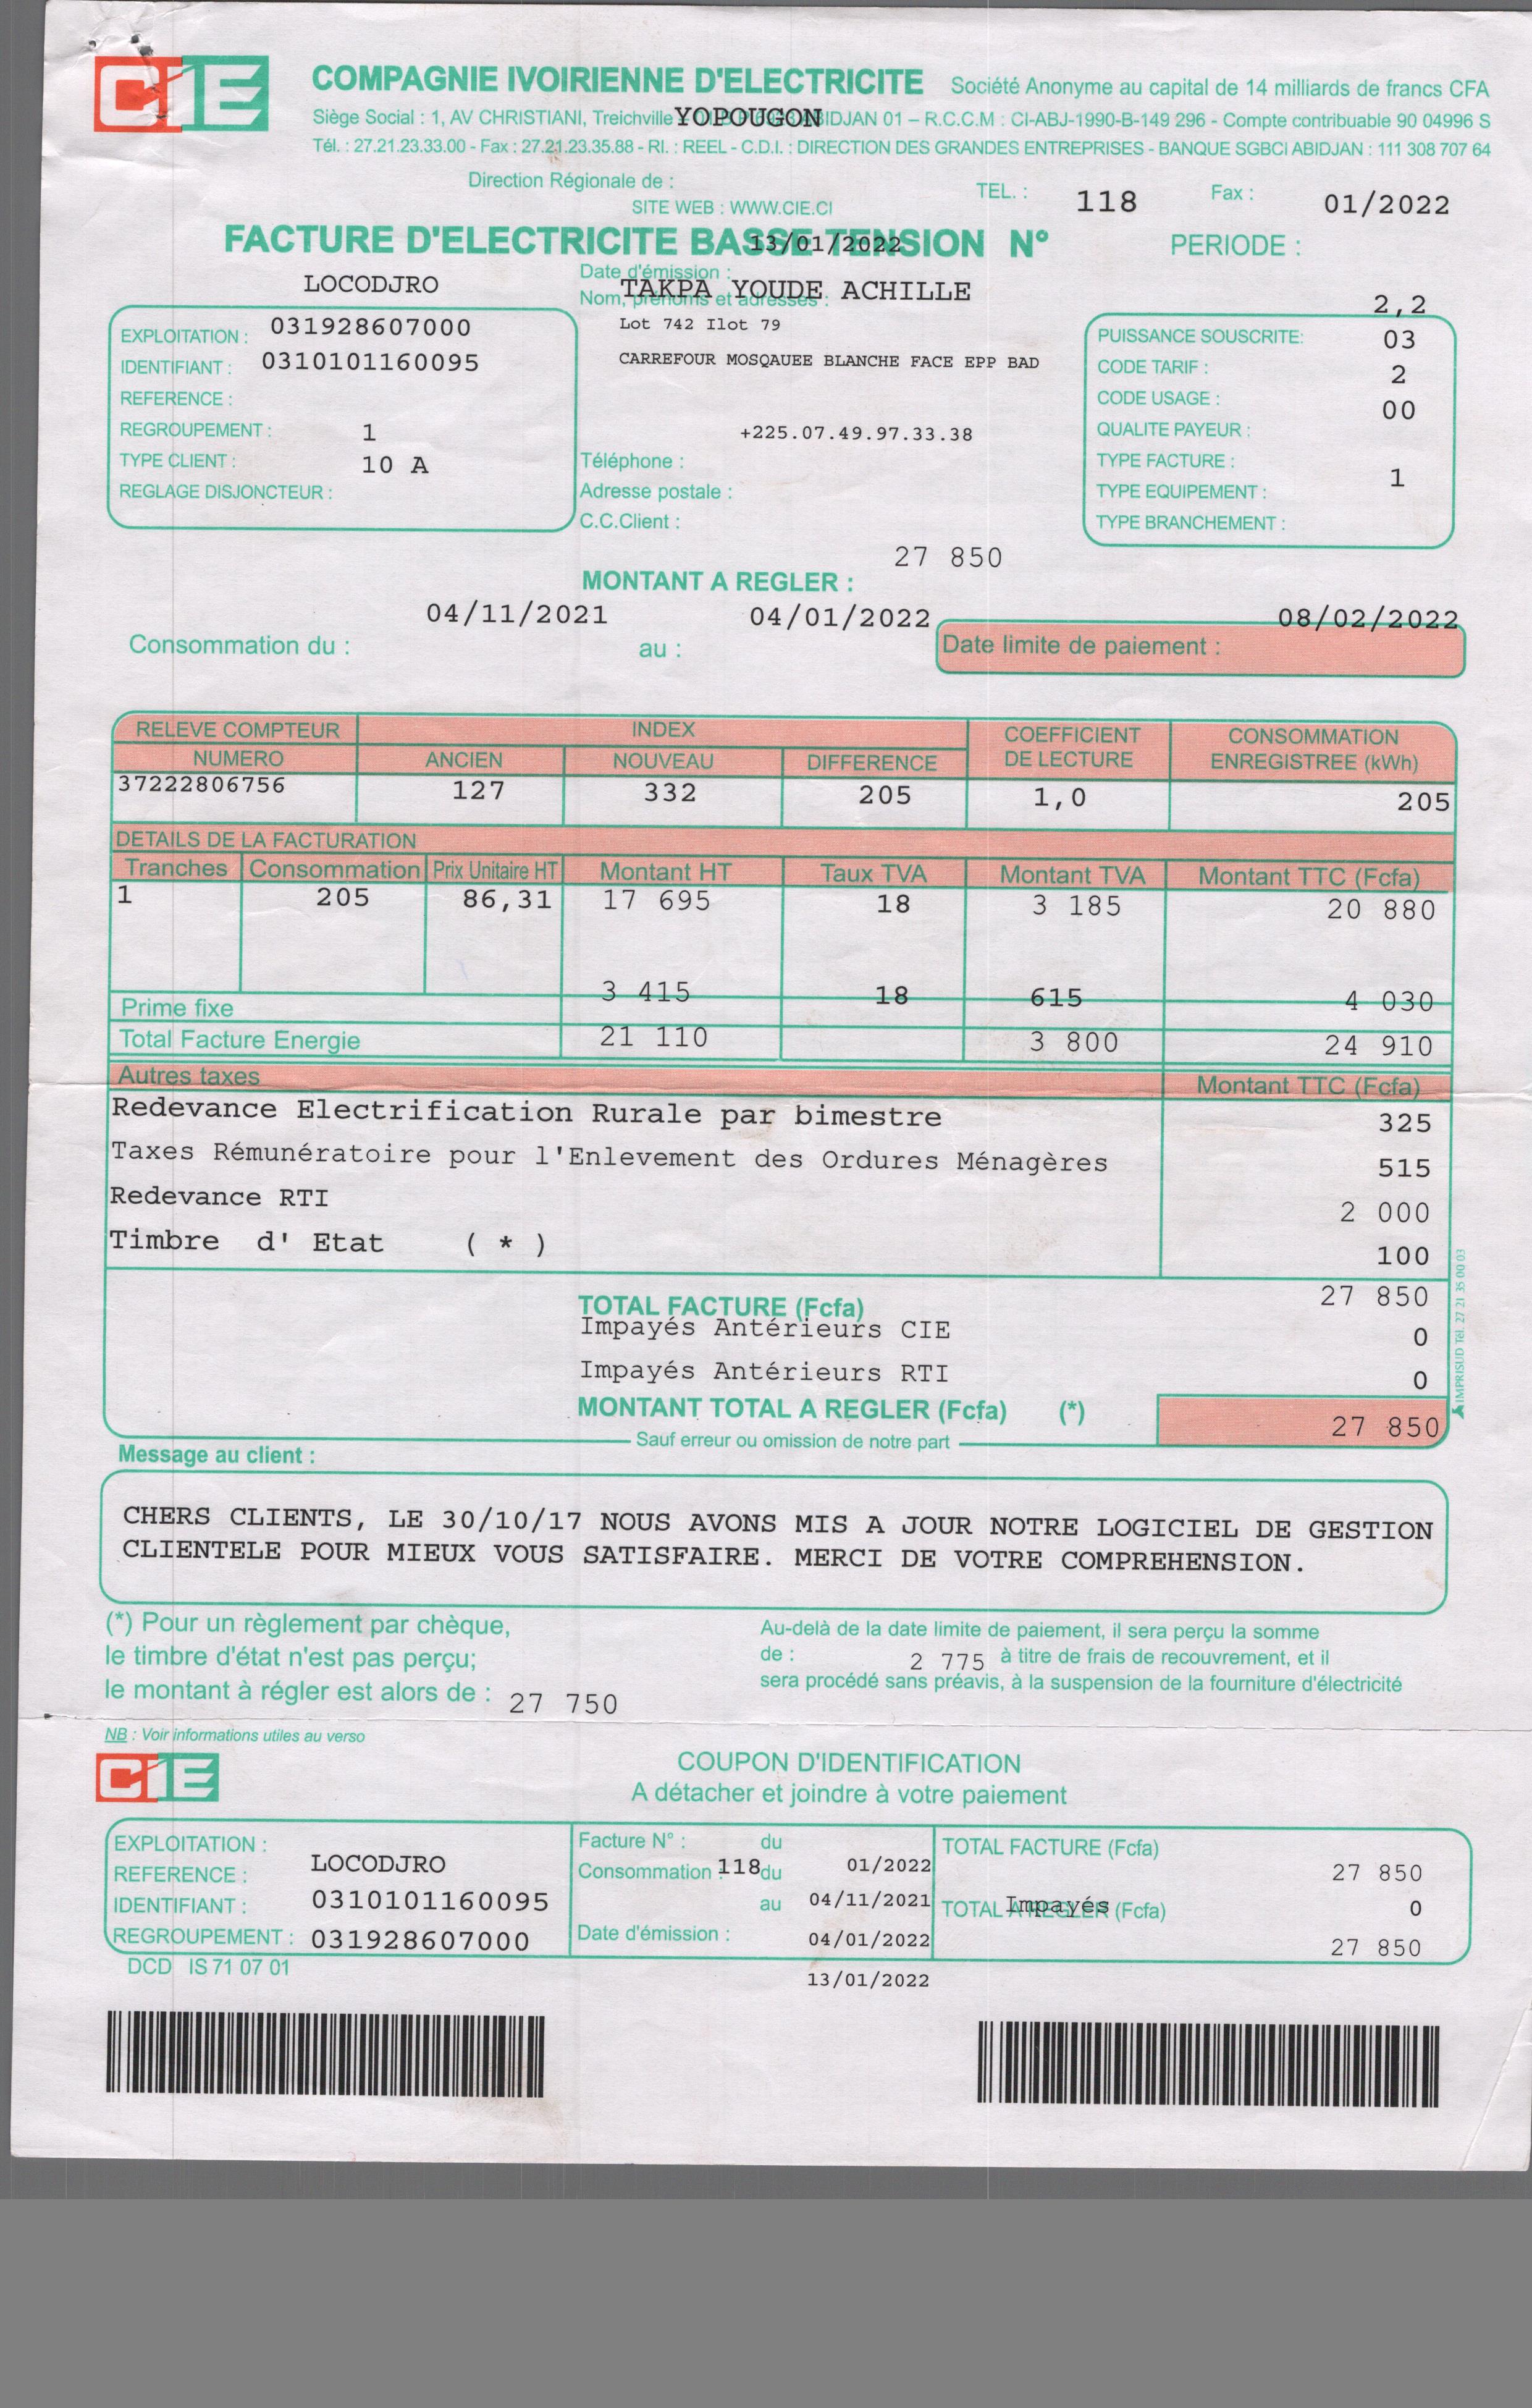 CIE
COMPAGNIE IVOIRIENNE D'ELECTRICITE Société Anonyme au capital de 14 milliards de francs CFA
Siège Social : 1, AV CHRISTIANI, Treichville YOPOUGON ABIDJAN 01 – R.C.C.M : CI-ABJ-1990-B-149 296 - Compte contribuable 90 04996 S
Tél. : 27.21.23.33.00 - Fax : 27.21.23.35.88 - RI. : REEL - C.D.I. : DIRECTION DES GRANDES ENTREPRISES - BANQUE SGBCI ABIDJAN : 111 308 707 64
Direction Régionale de : TEL. : 118 Fax : 01/2022
SITE WEB : WWW.CIE.CI
FACTURE D'ELECTRICITE BASSE TENSION N° PERIODE :
13/01/2022
Date d'émission :
LOCODJRO
Nom, prénoms et adresses :
TAKPA YOUDE ACHILLE
Lot 742 Ilot 79
CARREFOUR MOSQAUEE BLANCHE FACE EPP BAD
+225.07.49.97.33.38
Téléphone :
Adresse postale :
C.C.Client :
EXPLOITATION : 031928607000
IDENTIFIANT : 0310101160095
REFERENCE :
REGROUPEMENT : 1
TYPE CLIENT : 10 A
REGLAGE DISJONCTEUR :
2,2
PUISSANCE SOUSCRITE: 03
CODE TARIF : 2
CODE USAGE : 00
QUALITE PAYEUR :
TYPE FACTURE : 1
TYPE EQUIPEMENT :
TYPE BRANCHEMENT :
27 850
MONTANT A REGLER :
04/11/2021 04/01/2022 08/02/2022
Consommation du : au : Date limite de paiement :
RELEVE COMPTEUR INDEX COEFFICIENT DE LECTURE CONSOMMATION ENREGISTREE (kWh)
NUMERO ANCIEN NOUVEAU DIFFERENCE
37222806756 127 332 205 1,0 205
DETAILS DE LA FACTURATION
Tranches Consommation Prix Unitaire HT Montant HT Taux TVA Montant TVA Montant TTC (Fcfa)
1 205 86,31 17 695 18 3 185 20 880
Prime fixe 3 415 18 615 4 030
Total Facture Energie 21 110 3 800 24 910
Autres taxes Montant TTC (Fcfa)
Redevance Electrification Rurale par bimestre 325
Taxes Rémunératoire pour l'Enlevement des Ordures Ménagères 515
Redevance RTI 2 000
Timbre d' Etat ( * ) 100
TOTAL FACTURE (Fcfa) 27 850
Impayés Antérieurs CIE 0
Impayés Antérieurs RTI 0
MONTANT TOTAL A REGLER (Fcfa) (*) 27 850
Sauf erreur ou omission de notre part
IMPRISUD Tél. 27 21 35 00 03
Message au client :
CHERS CLIENTS, LE 30/10/17 NOUS AVONS MIS A JOUR NOTRE LOGICIEL DE GESTION
CLIENTELE POUR MIEUX VOUS SATISFAIRE. MERCI DE VOTRE COMPREHENSION.
(*) Pour un règlement par chèque,
le timbre d'état n'est pas perçu;
le montant à régler est alors de : 27 750
Au-delà de la date limite de paiement, il sera perçu la somme
de : 2 775 à titre de frais de recouvrement, et il
sera procédé sans préavis, à la suspension de la fourniture d'électricité
NB : Voir informations utiles au verso
CIE
COUPON D'IDENTIFICATION
A détacher et joindre à votre paiement
EXPLOITATION :
REFERENCE : LOCODJRO
IDENTIFIANT : 0310101160095
REGROUPEMENT : 031928607000
Facture N° : du
Consommation : 118 du 01/2022
au 04/11/2021
Date d'émission : 04/01/2022
13/01/2022
TOTAL FACTURE (Fcfa) 27 850
TOTAL A REGLER (Fcfa) Impayés 0
27 850
DCD IS 71 07 01